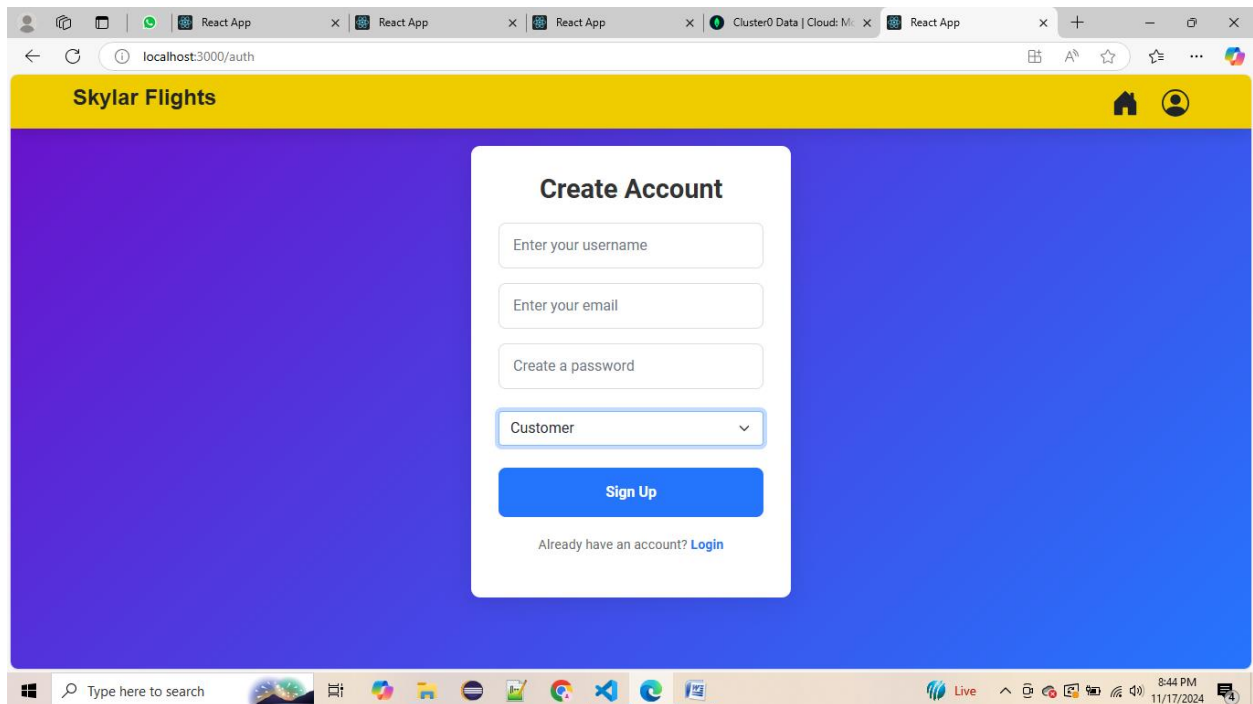 React App
React App
React App
Cluster0 Data | Cloud: Mo
React App
localhost:3000/auth
Skylar Flights
Create Account
Enter your username
Enter your email
Create a password
Customer
Sign Up
Already have an account? Login
Type here to search
Live
8:44 PM
11/17/2024
4